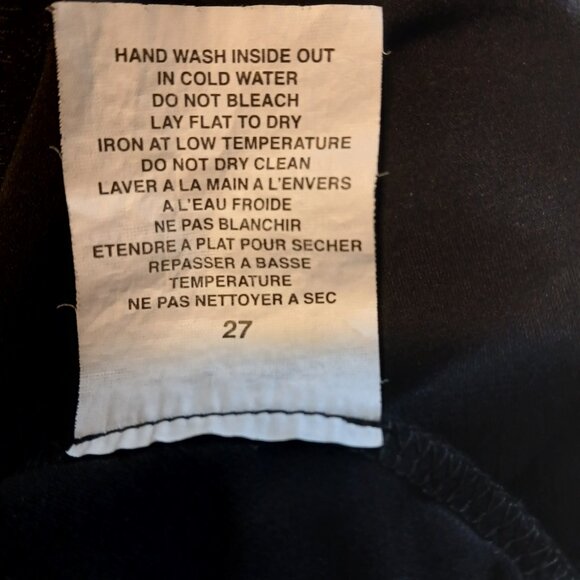 HAND WASH INSIDE OUT
IN COLD WATER
DO NOT BLEACH
LAY FLAT TO DRY
IRON AT LOW TEMPERATURE
DO NOT DRY CLEAN
LAVER A LA MAIN A L'ENVERS
A L'EAU FROIDE
NE PAS BLANCHIR
ETENDRE A PLAT POUR SECHER
REPASSER A BASSE
TEMPERATURE
NE PAS NETTOYER A SEC
27